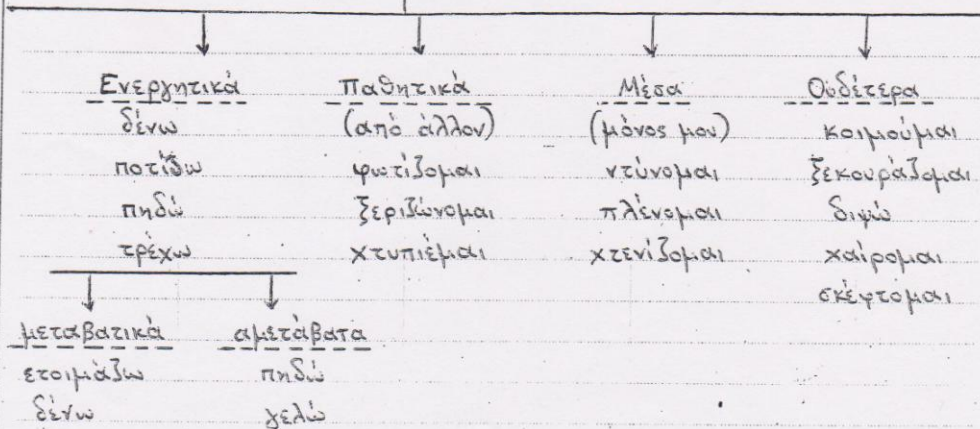 Ενεργητικά Παθητικά Μέσα Ουδέτερα
δένω (από άλλον) (μόνος μου) κοιμούμαι
ποτίζω φωτίζομαι ντύνομαι ξεκουράζομαι
πηδώ ξεριζώνομαι πλένομαι διψώ
τρέχω χτυπιέμαι χτενίζομαι χαίρομαι
σκέφτομαι
μεταβατικά αμετάβατα
ετοιμάζω πηδώ
δένω γελώ